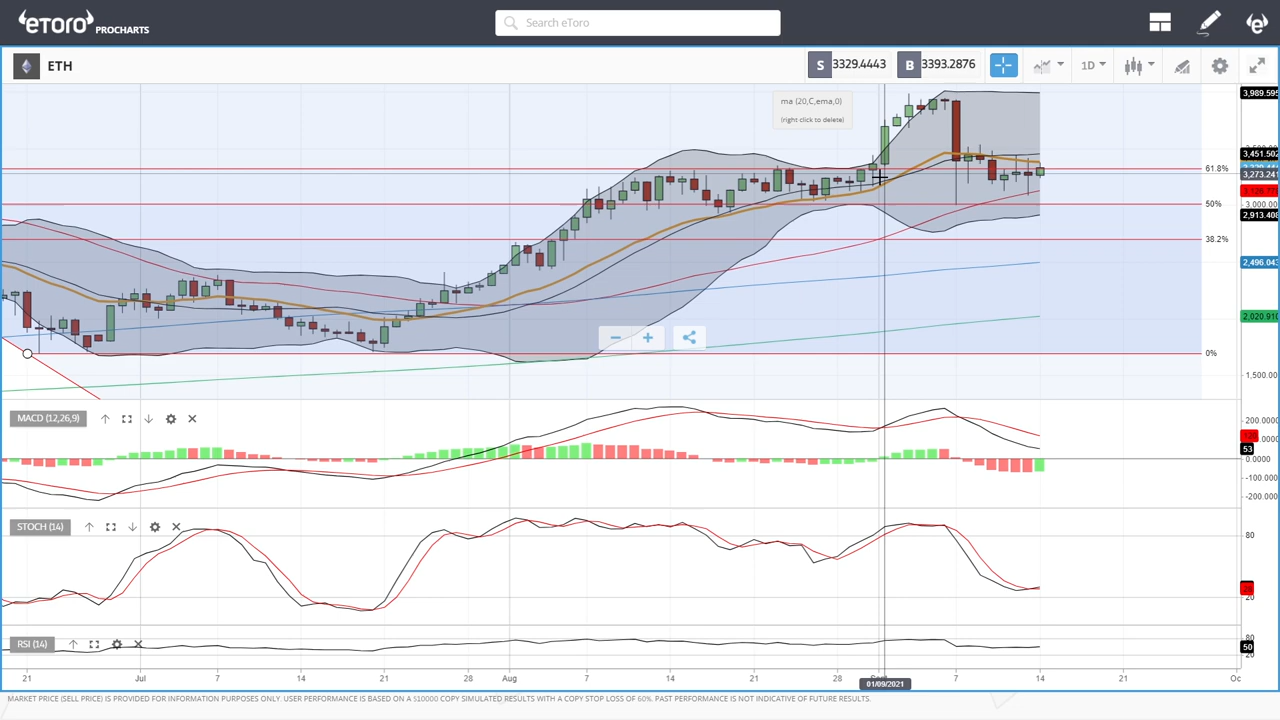 eToro PROCHARTS
Search eToro
ETH
S 3329.4443
B 3393.2876
1D
ma (20,C,ema,0)
(right click to delete)
3,989.595
3,451.502
61.8%
3,273.241
3,000.00
50%
2,913.408
38.2%
2,496.043
2,020.910
0%
1,500.00
MACD (12,26,9)
200.0000
53
0.0000
-100.0000
-200.0000
STOCH (14)
80
20
RSI (14)
80
50
20
21 Jul 7 14 21 28 Aug 7 14 21 28 7 14 21 Oc
01/09/2021
MARKET PRICE (SELL PRICE) IS PROVIDED FOR INFORMATION PURPOSES ONLY. USER PERFORMANCE IS BASED ON A $10000 COPY SIMULATED RESULTS WITH A COPY STOP LOSS OF 60%. PAST PERFORMANCE IS NOT INDICATIVE OF FUTURE RESULTS.